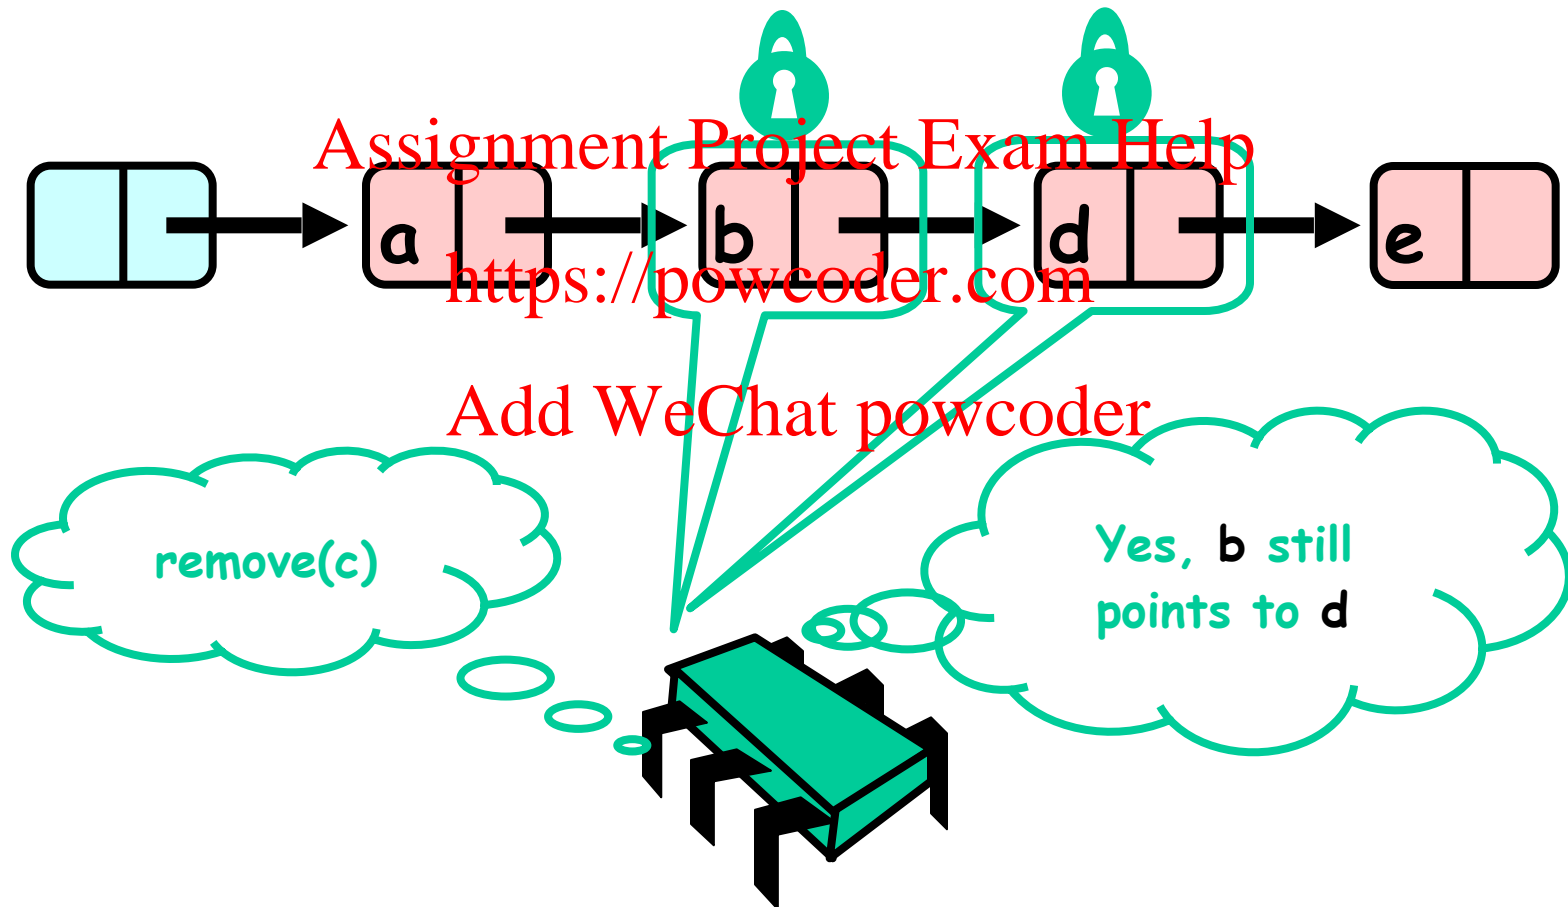 Assignment Project Exam Help
a b d e
https://powcoder.com
Add WeChat powcoder
remove(c)
Yes, b still
points to d